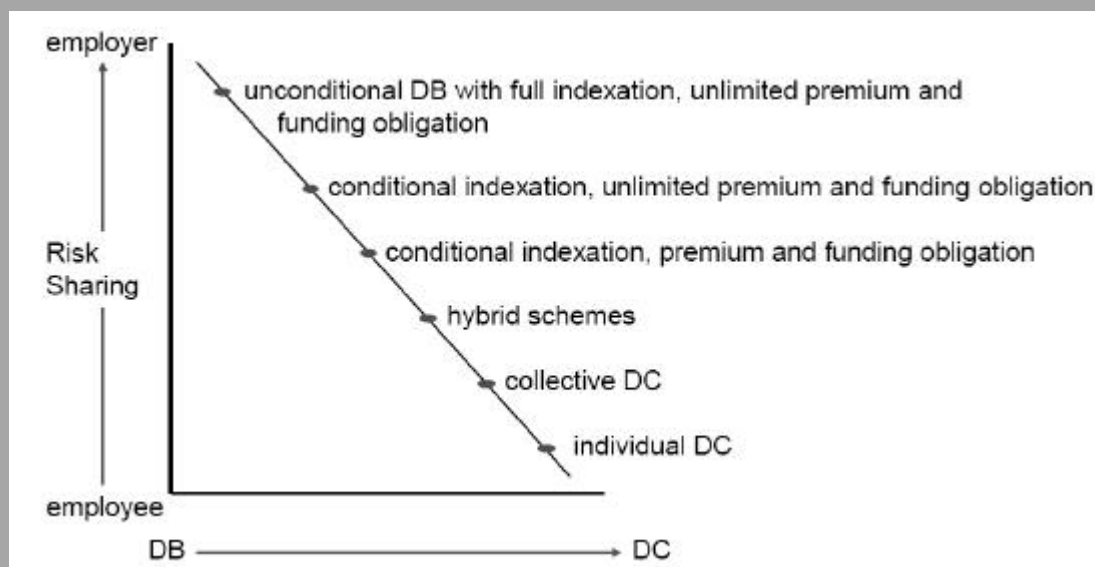 employer
unconditional DB with full indexation, unlimited premium and
funding obligation
conditional indexation, unlimited premium and funding obligation
Risk
Sharing
conditional indexation, premium and funding obligation
hybrid schemes
collective DC
individual DC
employee
DB
DC